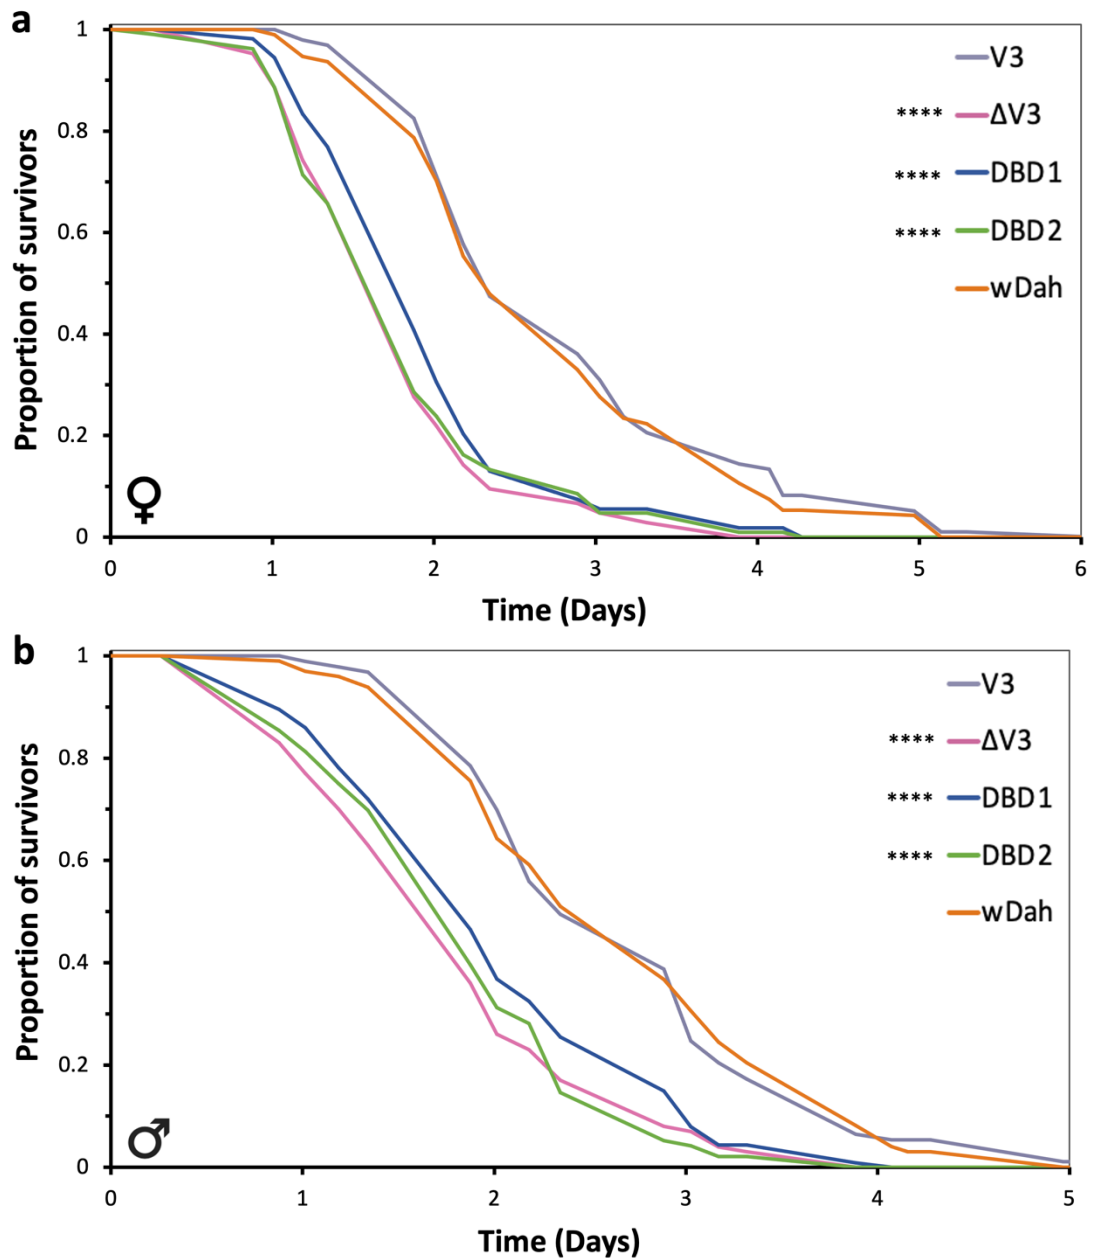 a
Proportion of survivors
1
0.8
0.6
0.4
0.2
0
♀
V3
**** ΔV3
**** DBD1
**** DBD2
wDah
0 1 2 3 4 5 6
Time (Days)
b
Proportion of survivors
1
0.8
0.6
0.4
0.2
0
♂
V3
**** ΔV3
**** DBD1
**** DBD2
wDah
0 1 2 3 4 5
Time (Days)